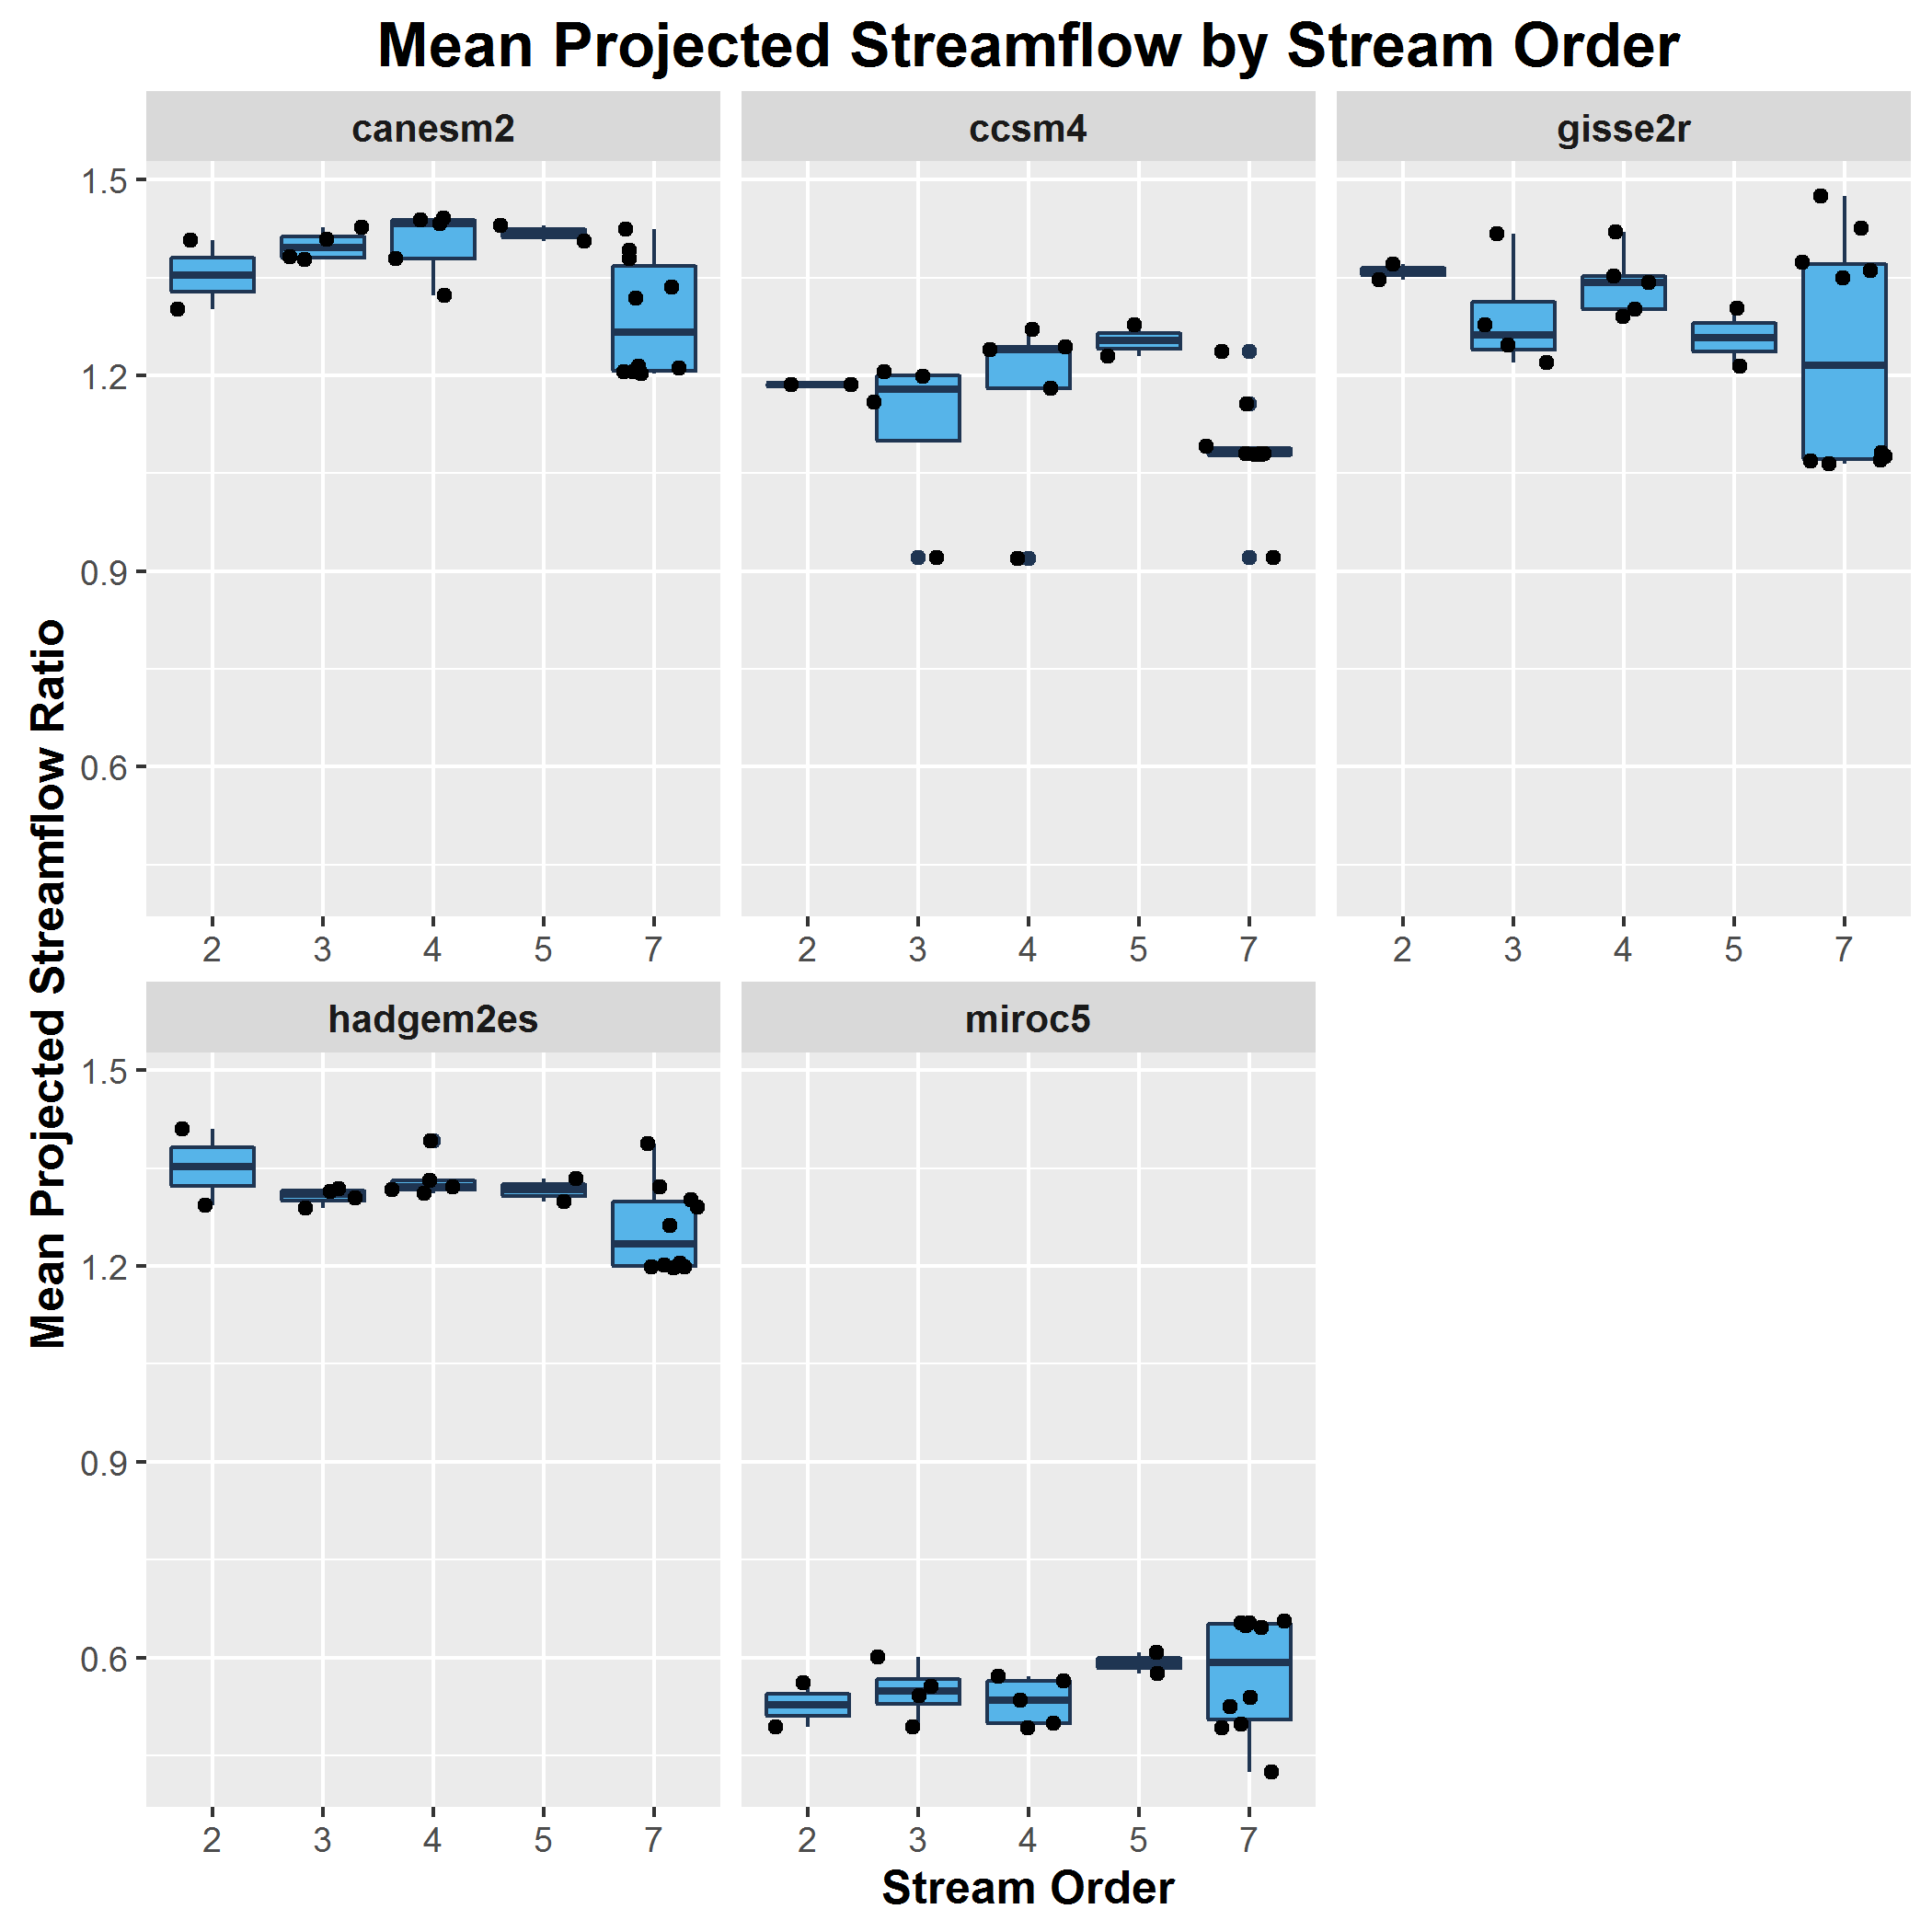 Mean Projected Streamflow by Stream Order
canesm2
ccsm4
gisse2r
1.5
1.2
0.9
0.6
2 3 4 5 7
2 3 4 5 7
2 3 4 5 7
Mean Projected Streamflow Ratio
hadgem2es
miroc5
1.5
1.2
0.9
0.6
2 3 4 5 7
2 3 4 5 7
Stream Order